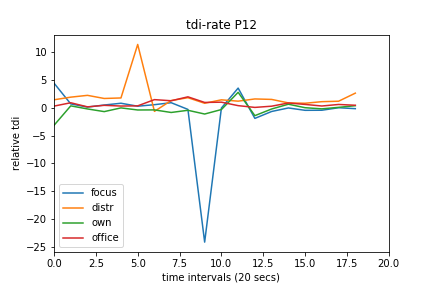 tdi-rate P12
relative tdi
10
5
0
−5
−10
−15
−20
−25
focus
distr
own
office
0.0 2.5 5.0 7.5 10.0 12.5 15.0 17.5 20.0
time intervals (20 secs)